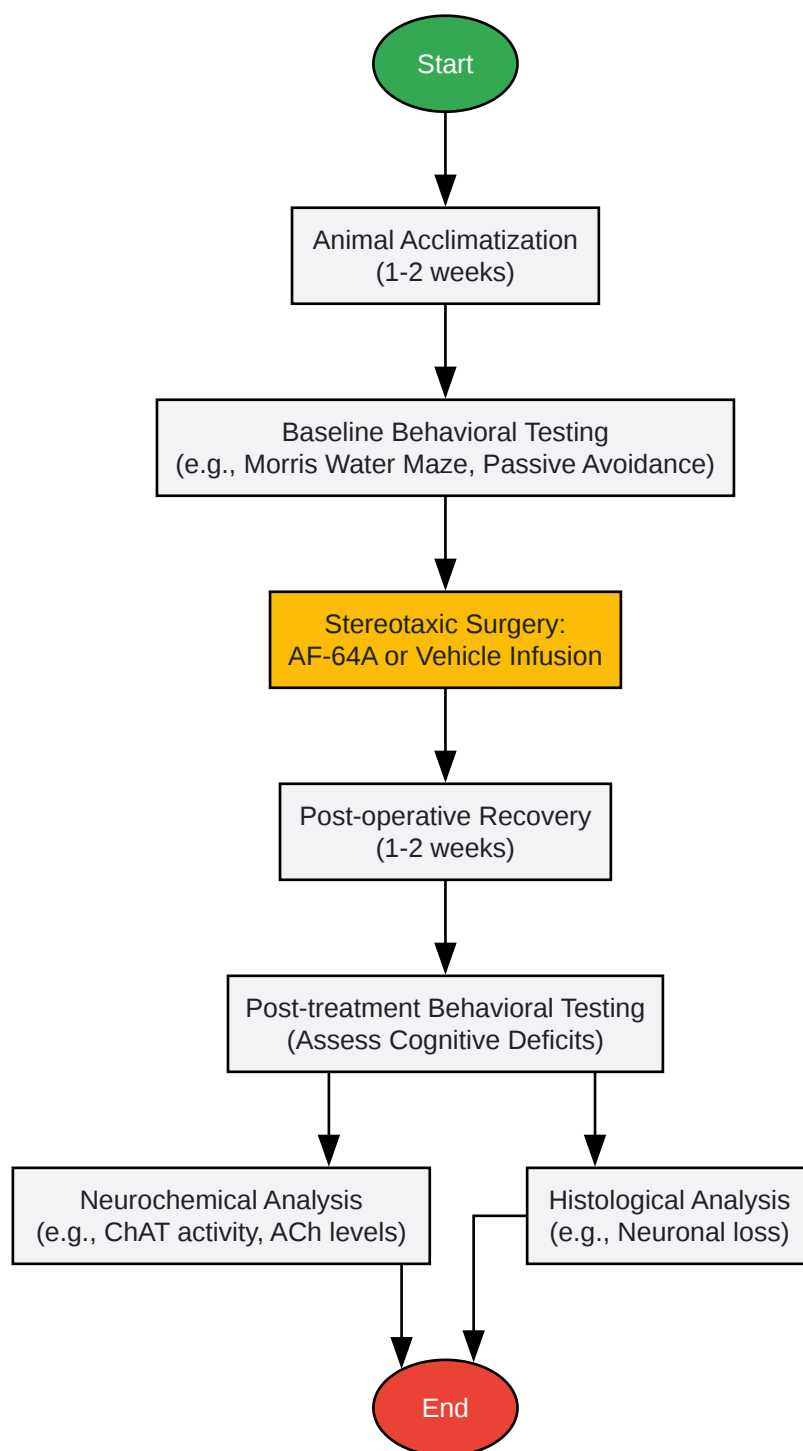 Start
Animal Acclimatization
(1-2 weeks)
Baseline Behavioral Testing
(e.g., Morris Water Maze, Passive Avoidance)
Stereotaxic Surgery:
AF-64A or Vehicle Infusion
Post-operative Recovery
(1-2 weeks)
Post-treatment Behavioral Testing
(Assess Cognitive Deficits)
Neurochemical Analysis
(e.g., ChAT activity, ACh levels)
Histological Analysis
(e.g., Neuronal loss)
End